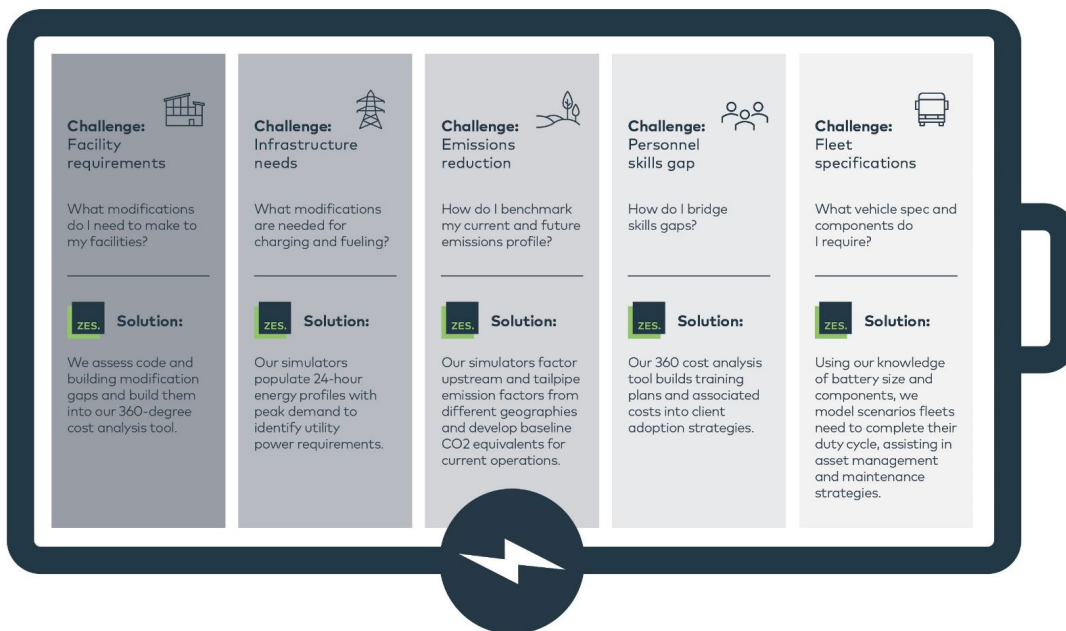 Challenge:
Facility
requirements
What modifications
do I need to make to
my facilities?
ZES.
Solution:
We assess code and
building modification
gaps and build them
into our 360-degree
cost analysis tool.
Challenge:
Infrastructure
needs
What modifications
are needed for
charging and fueling?
ZES.
Solution:
Our simulators
populate 24-hour
energy profiles with
peak demand to
identify utility
power requirements.
Challenge:
Emissions
reduction
How do I benchmark
my current and future
emissions profile?
ZES.
Solution:
Our simulators factor
upstream and tailpipe
emission factors from
different geographies
and develop baseline
CO2 equivalents for
current operations.
Challenge:
Personnel
skills gap
How do I bridge
skills gaps?
ZES.
Solution:
Our 360 cost analysis
tool builds training
plans and associated
costs into client
adoption strategies.
Challenge:
Fleet
specifications
What vehicle spec and
components do
I require?
ZES.
Solution:
Using our knowledge
of battery size and
components, we
model scenarios fleets
need to complete their
duty cycle, assisting in
asset management
and maintenance
strategies.